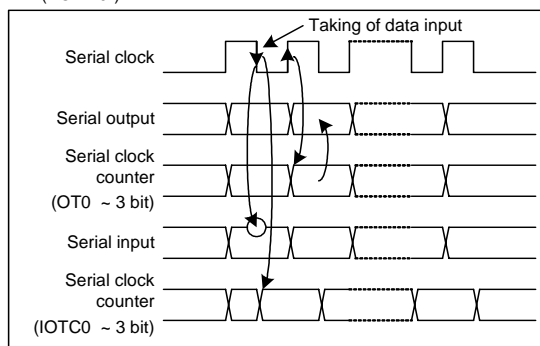 Taking of data input
Serial clock
Serial output
Serial clock
counter
(OT0 ~ 3 bit)
Serial input
Serial clock
counter
(IOTC0 ~ 3 bit)